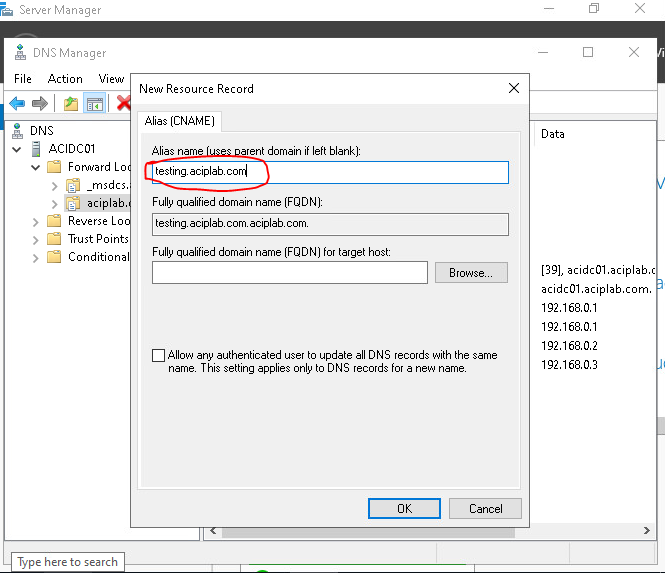 Server Manager
DNS Manager
File Action View
New Resource Record
Alias (CNAME)
DNS
ACIDC01
Forward Loo
_msdcs.a
aciplab.
Reverse Loo
Trust Points
Conditional
Alias name (uses parent domain if left blank):
testing.aciplab.com
Fully qualified domain name (FQDN):
testing.aciplab.com.aciplab.com.
Fully qualified domain name (FQDN) for target host:
Browse...
Allow any authenticated user to update all DNS records with the same
name. This setting applies only to DNS records for a new name.
OK
Cancel
Data
[39], acidc01.aciplab.c
acidc01.aciplab.com.
192.168.0.1
192.168.0.1
192.168.0.2
192.168.0.3
Type here to search